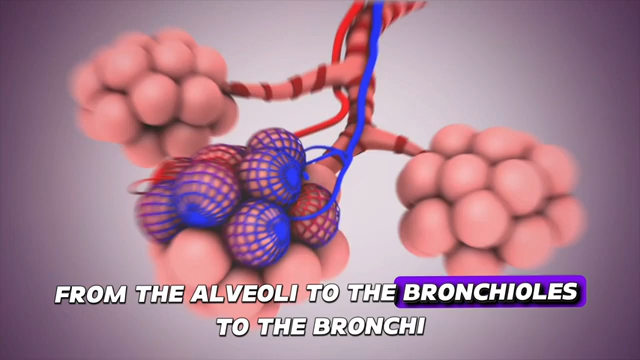 FROM THE ALVEOLI TO THE BRONCHIOLES
TO THE BRONCHI